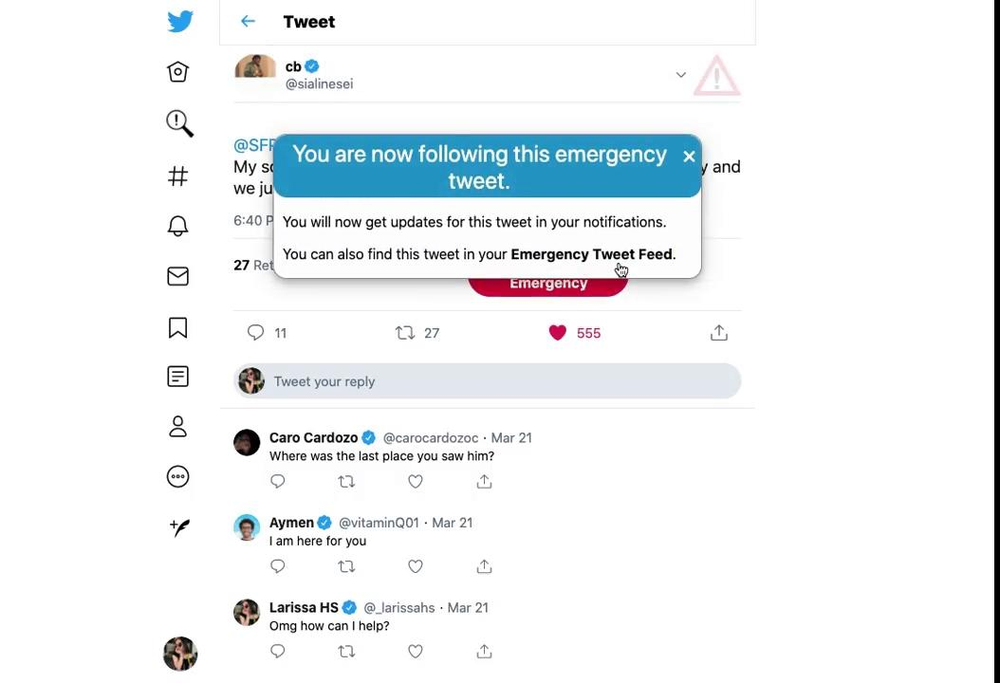 Tweet
cb
@sialinesei
@SFP
You are now following this emergency
tweet.
My so
y and
we ju
6:40 P
You will now get updates for this tweet in your notifications.
You can also find this tweet in your Emergency Tweet Feed.
27 Ret
Emergency
11
27
555
Tweet your reply
Caro Cardozo @carocardozoc · Mar 21
Where was the last place you saw him?
Aymen @vitaminQ01 · Mar 21
I am here for you
Larissa HS @_larissahs · Mar 21
Omg how can I help?